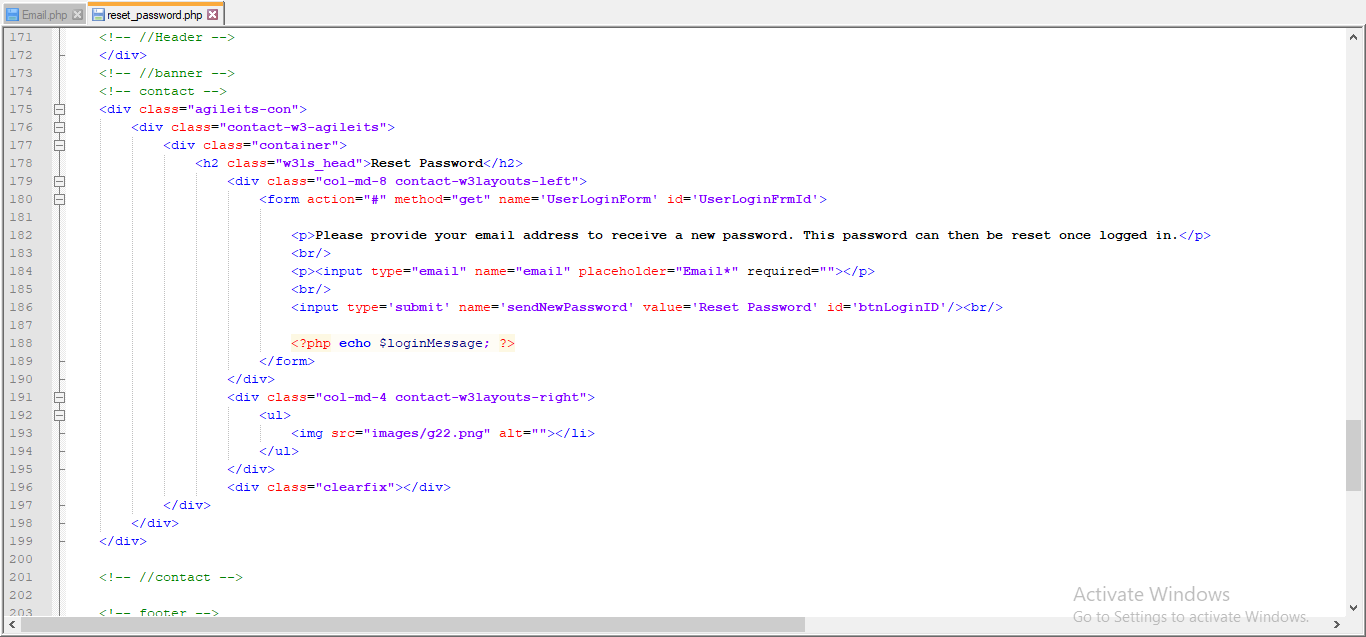 Email.php reset_password.php
171 <!-- //Header -->
172 </div>
173 <!-- //banner -->
174 <!-- contact -->
175 <div class="agileits-con">
176 <div class="contact-w3-agileits">
177 <div class="container">
178 <h2 class="w3ls_head">Reset Password</h2>
179 <div class="col-md-8 contact-w3layouts-left">
180 <form action="#" method="get" name='UserLoginForm' id='UserLoginFrmId'>
181
182 <p>Please provide your email address to receive a new password. This password can then be reset once logged in.</p>
183 <br/>
184 <p><input type="email" name="email" placeholder="Email*" required=""></p>
185 <br/>
186 <input type='submit' name='sendNewPassword' value='Reset Password' id='btnLoginID'/><br/>
187
188 <?php echo $loginMessage; ?>
189 </form>
190 </div>
191 <div class="col-md-4 contact-w3layouts-right">
192 <ul>
193 <img src="images/g22.png" alt=""></li>
194 </ul>
195 </div>
196 <div class="clearfix"></div>
197 </div>
198 </div>
199 </div>
200
201 <!-- //contact -->
202
203 <!-- footer -->
Activate Windows
Go to Settings to activate Windows.